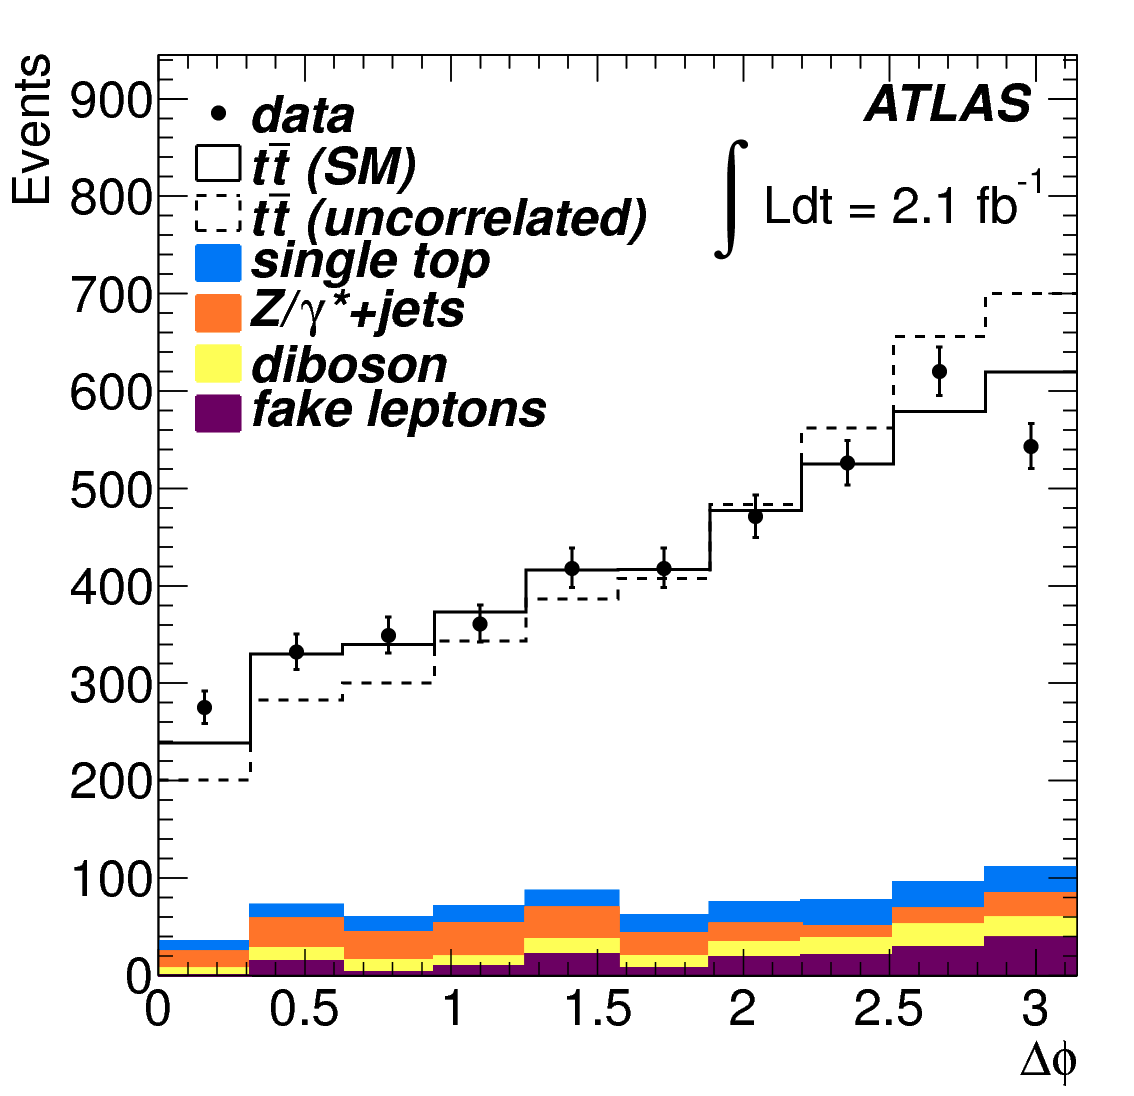 Events
900
800
700
600
500
400
300
200
100
0
data
tt̅ (SM)
tt̅ (uncorrelated)
single top
Z/γ*+jets
diboson
fake leptons
ATLAS
∫ Ldt = 2.1 fb⁻¹
0 0.5 1 1.5 2 2.5 3
Δϕ